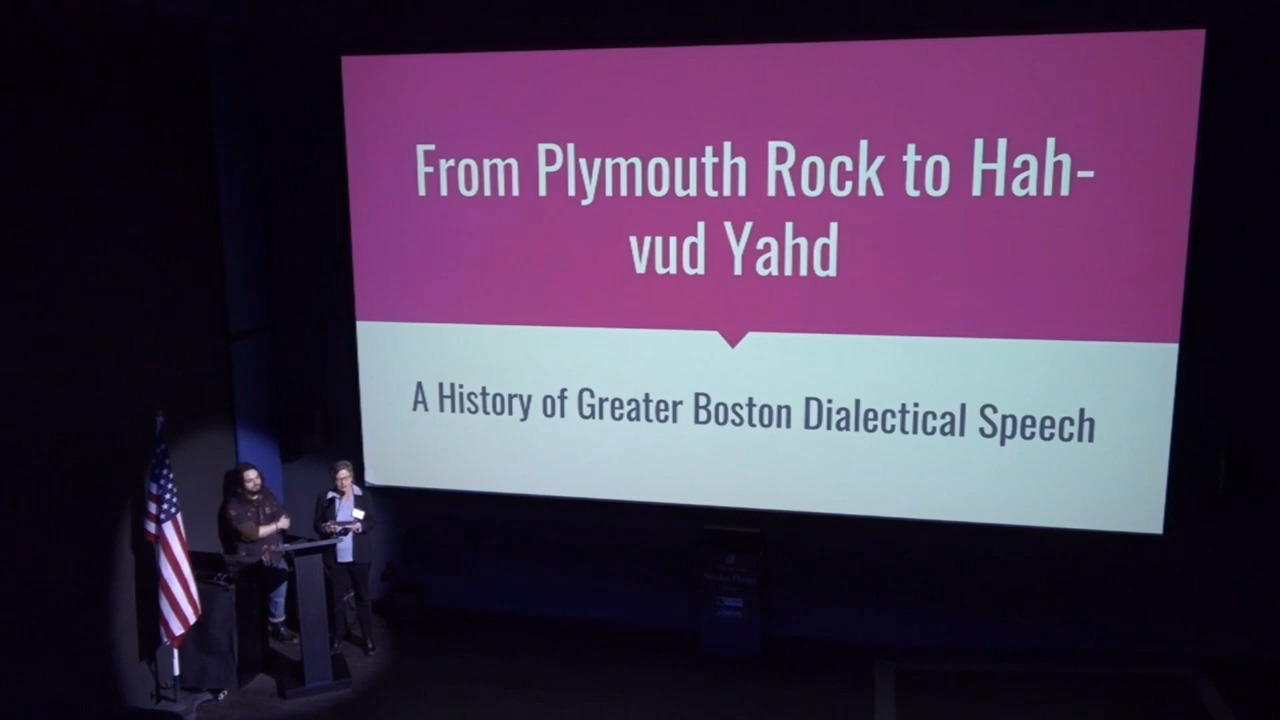 From Plymouth Rock to Hah-
vud Yahd
A History of Greater Boston Dialectical Speech